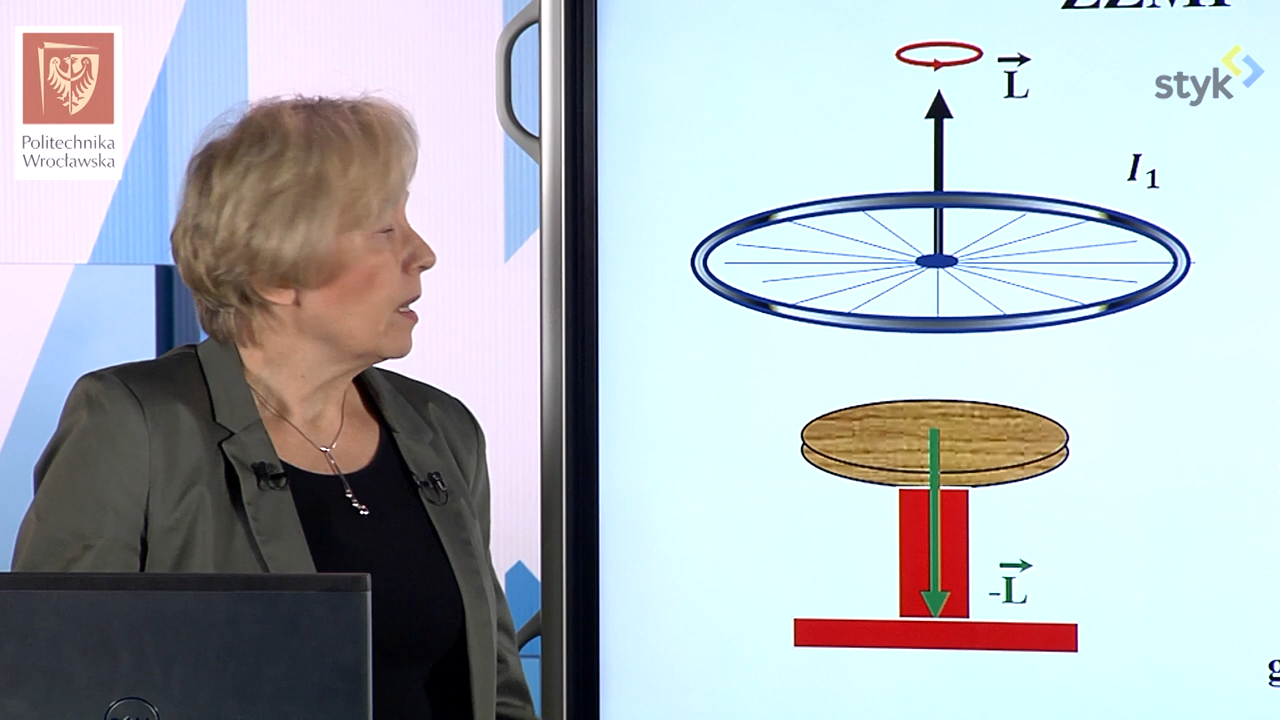 Politechnika
Wrocławska
styk
L
I₁
-L